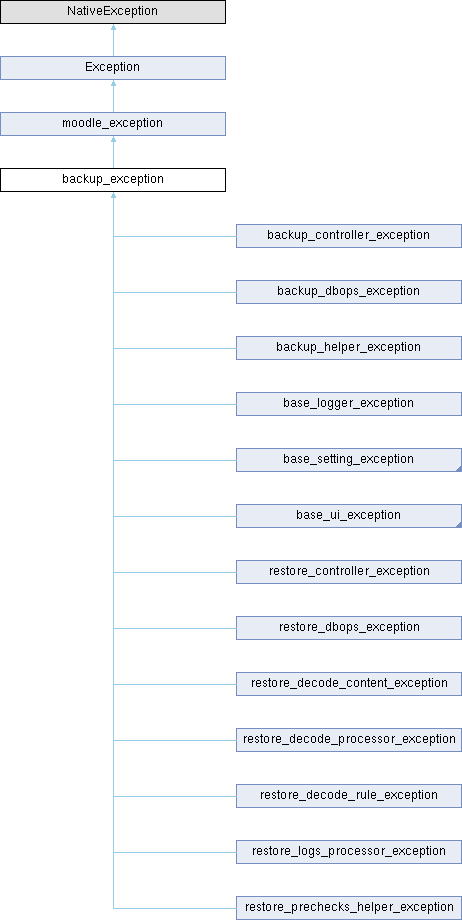 NativeException
Exception
moodle_exception
backup_exception
backup_controller_exception
backup_dbops_exception
backup_helper_exception
base_logger_exception
base_setting_exception
base_ui_exception
restore_controller_exception
restore_dbops_exception
restore_decode_content_exception
restore_decode_processor_exception
restore_decode_rule_exception
restore_logs_processor_exception
restore_prechecks_helper_exception